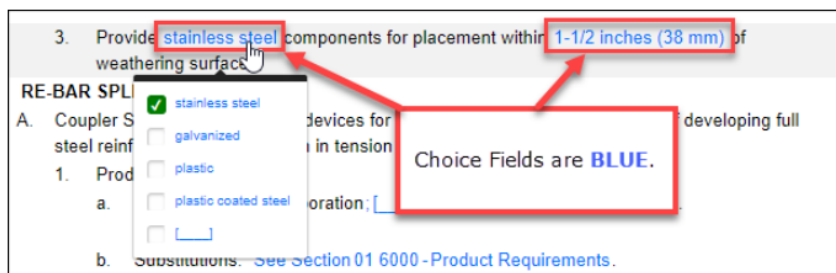 3. Provide stainless steel components for placement within 1-1/2 inches (38 mm) of
weathering surfac
RE-BAR SPL
A. Coupler S devices for f developing full
steel reinf in tension
1. Prod
a. oration; [
b. Substitutions: See Section 01 6000 - Product Requirements.
stainless steel
galvanized
plastic
plastic coated steel
[____]
Choice Fields are BLUE.